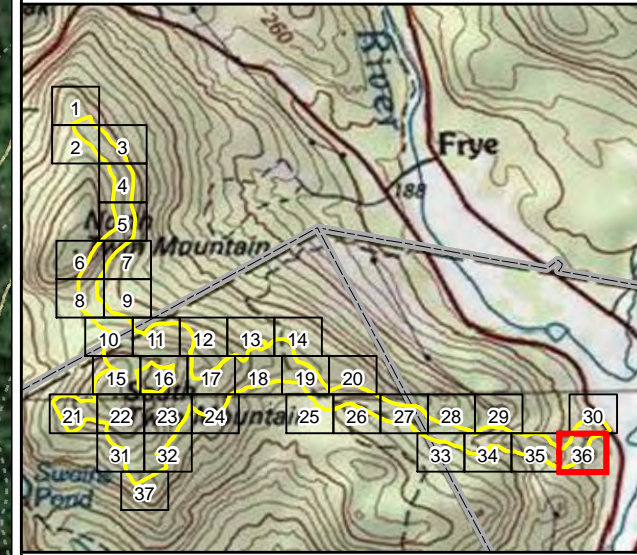 260
River
Frye
188
1
2 3
4
5
North
Mountain
6 7
8 9
10 11 12 13 14
15 16 17 18 19 20
South
21 22 23 24 25 26 27 28 29 30
Mountain
31 32 33 34 35 36
Swains
Pond
37